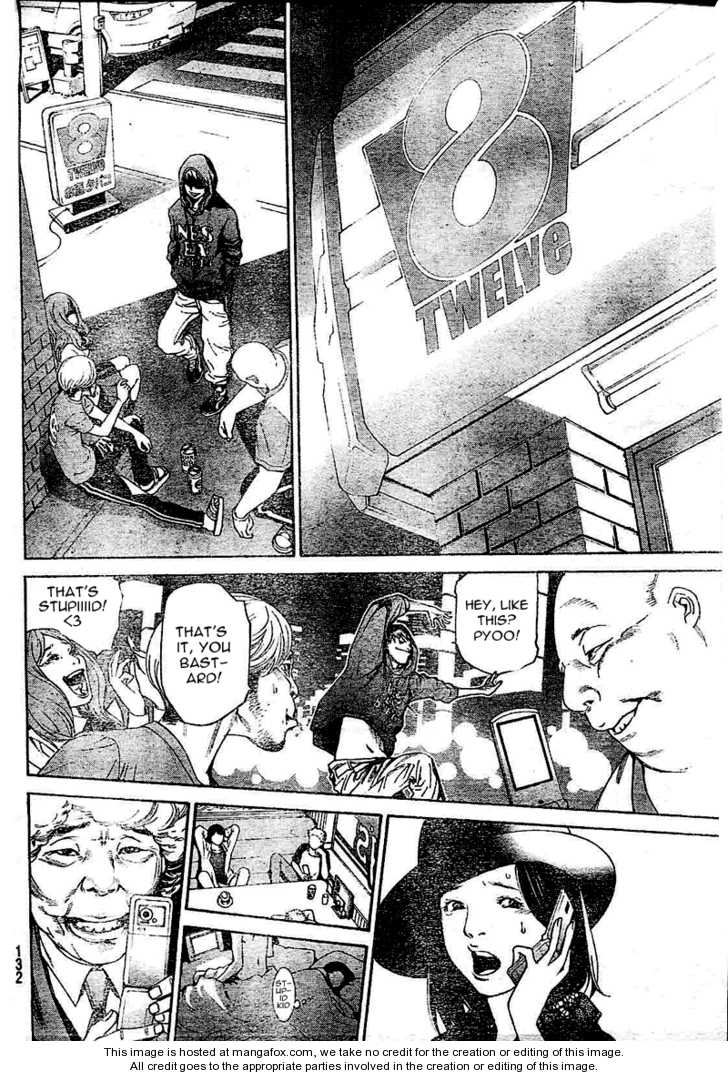 8
TWELVE
8
TWELVe
NES
EY
THAT'S
STUPIIIID!
<3
THAT'S
IT, YOU
BAST-
ARD!
HEY, LIKE
THIS?
PYOO!
ST-
UP-
ID
KID
132
This image is hosted at mangafox.com, we take no credit for the creation or editing of this image.
All credit goes to the appropriate parties involved in the creation or editing of this image.